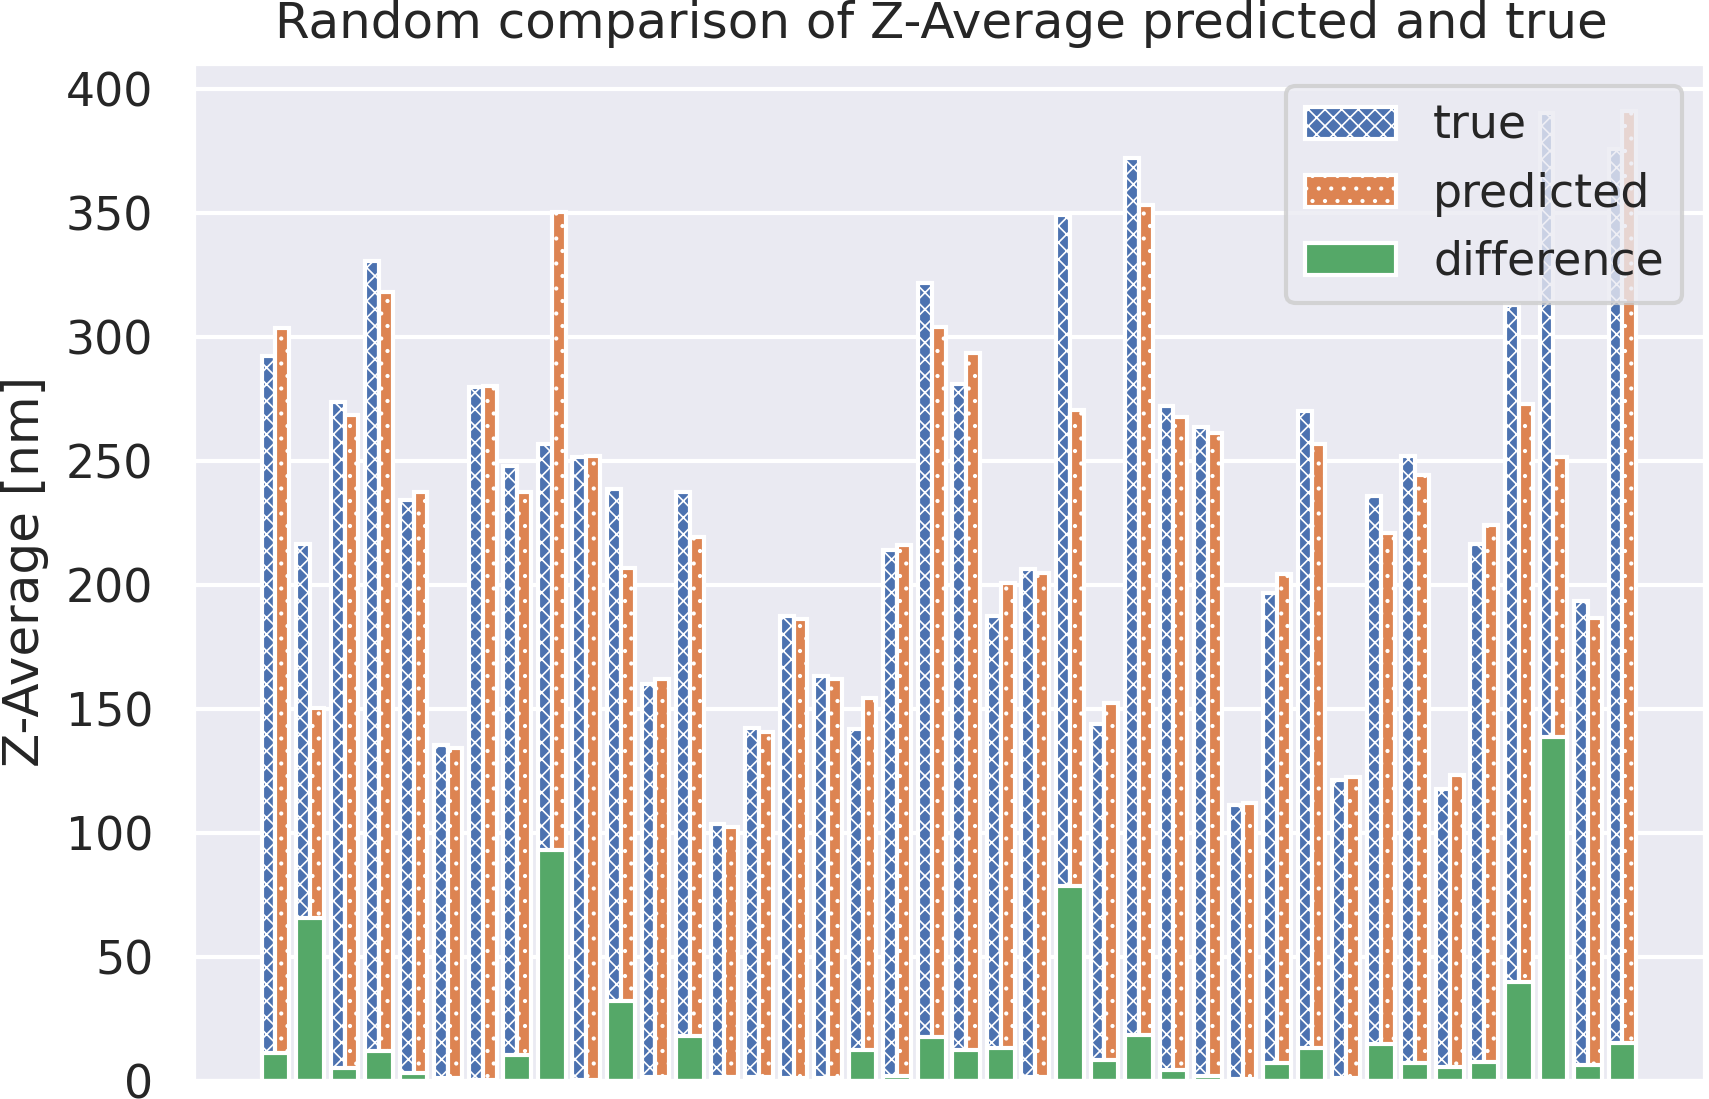 Random comparison of Z-Average predicted and true
Z-Average [nm]
400
350
300
250
200
150
100
50
0
true
predicted
difference